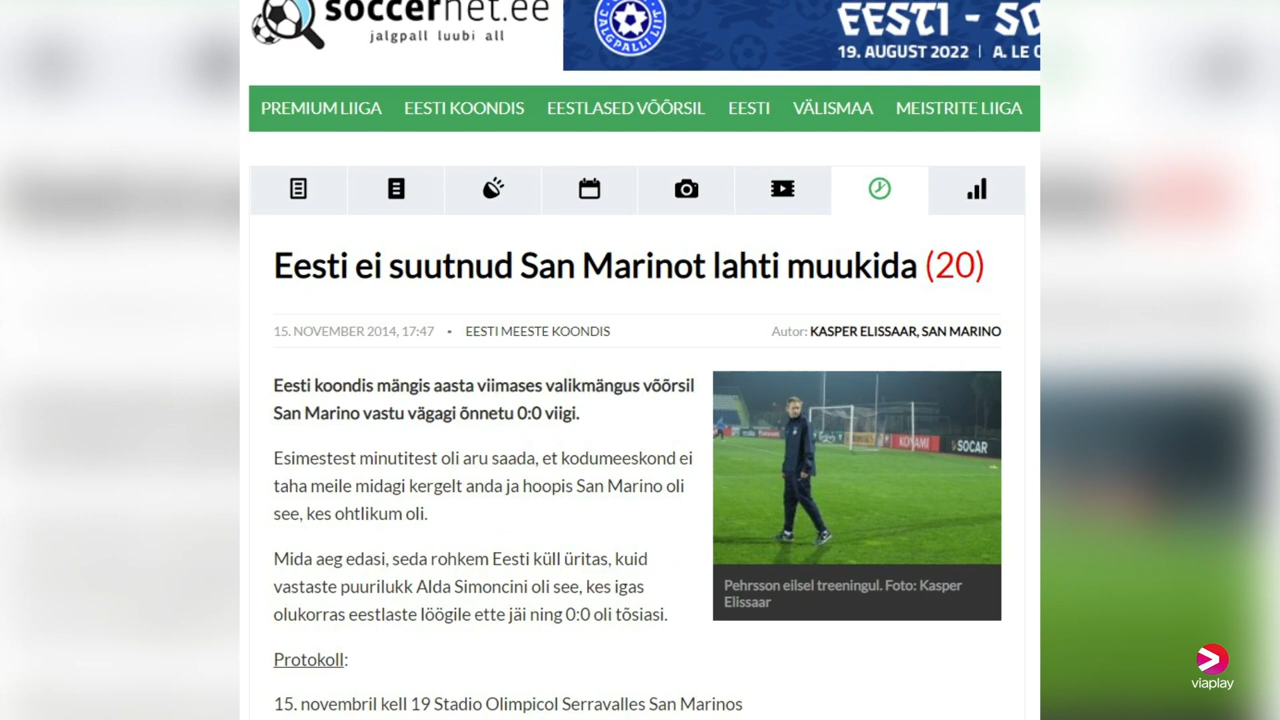 soccernet.ee
jalgpall luubi all
JALGPALLI LIIT
EESTI - SO
19. AUGUST 2022 | A. LE C
PREMIUM LIIGA EESTI KOONDIS EESTLASED VÕÕRSIL EESTI VÄLISMAA MEISTRITE LIIGA
Eesti ei suutnud San Marinot lahti muukida (20)
15. NOVEMBER 2014, 17:47 • EESTI MEESTE KOONDIS Autor: KASPER ELISSAAR, SAN MARINO
Eesti koondis mängis aasta viimases valikmängus võõrsil
San Marino vastu vägagi õnnetu 0:0 viigi.
Esimestest minutitest oli aru saada, et kodumeeskond ei
taha meile midagi kergelt anda ja hoopis San Marino oli
see, kes ohtlikum oli.
Mida aeg edasi, seda rohkem Eesti küll üritas, kuid
vastaste puurilukk Alda Simoncini oli see, kes igas
olukorras eestlaste löögile ette jäi ning 0:0 oli tõsiasi.
KONAMI
SOCAR
Pehrsson eilsel treeningul. Foto: Kasper
Elissaar
Protokoll:
15. novembril kell 19 Stadio Olimpicol Serravalles San Marinos
viaplay